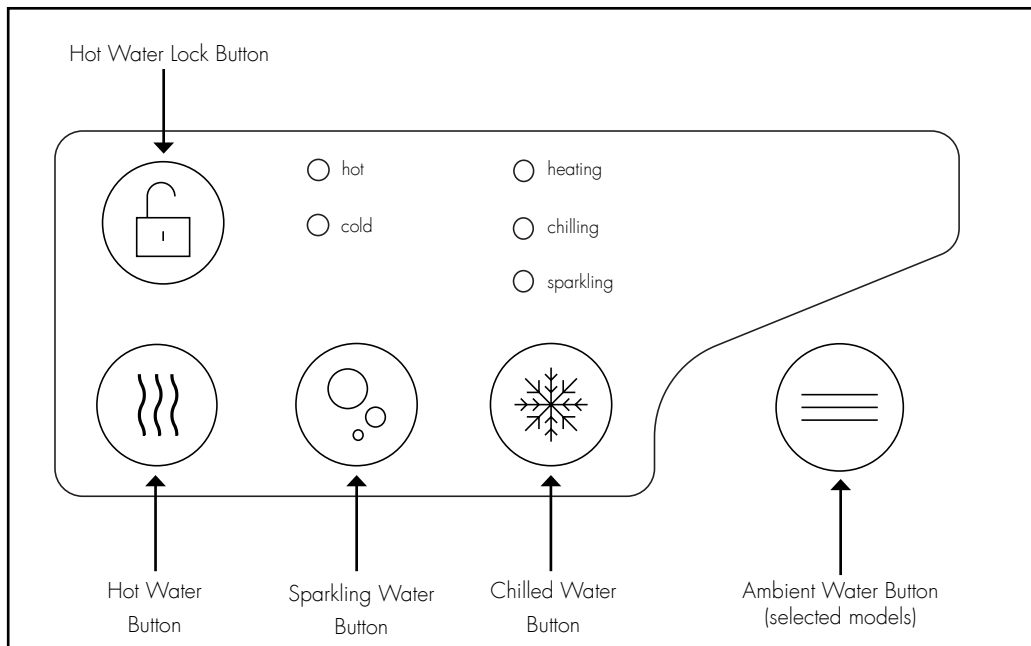 Hot Water Lock Button
hot
heating
cold
chilling
sparkling
Hot Water
Button
Sparkling Water
Button
Chilled Water
Button
Ambient Water Button
(selected models)